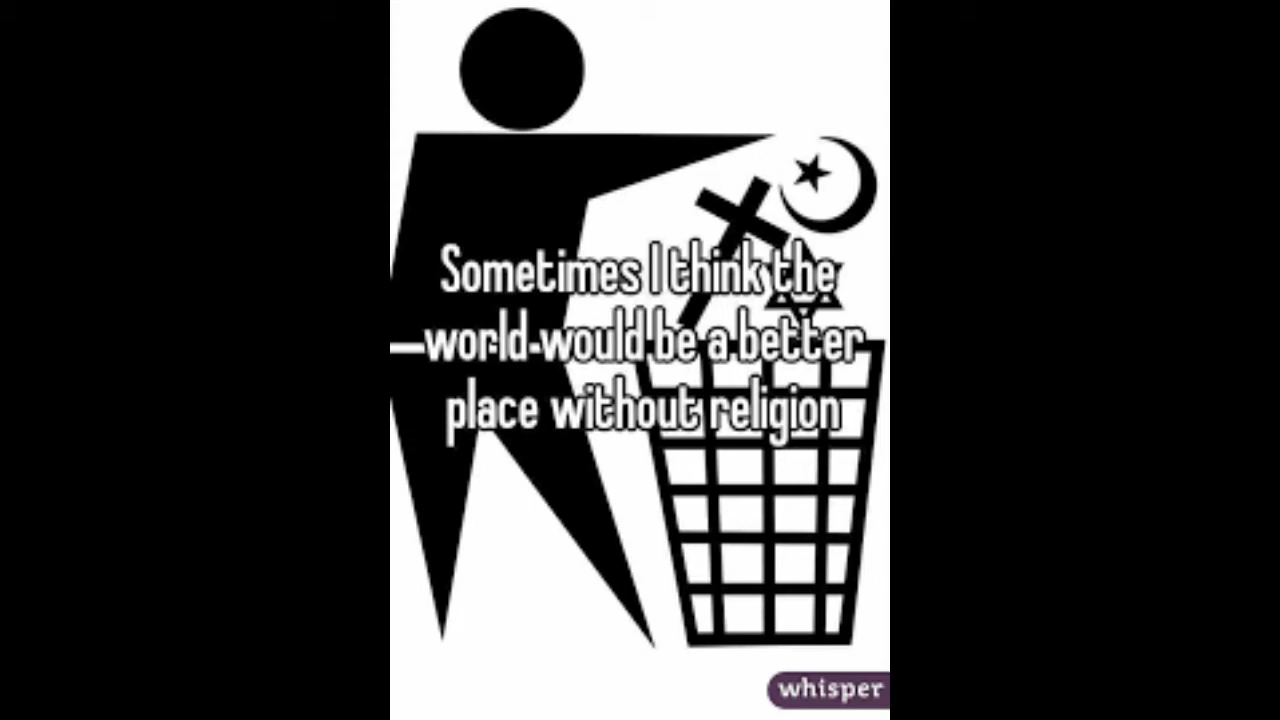 Sometimes I think the
world would be a better
place without religion
whisper